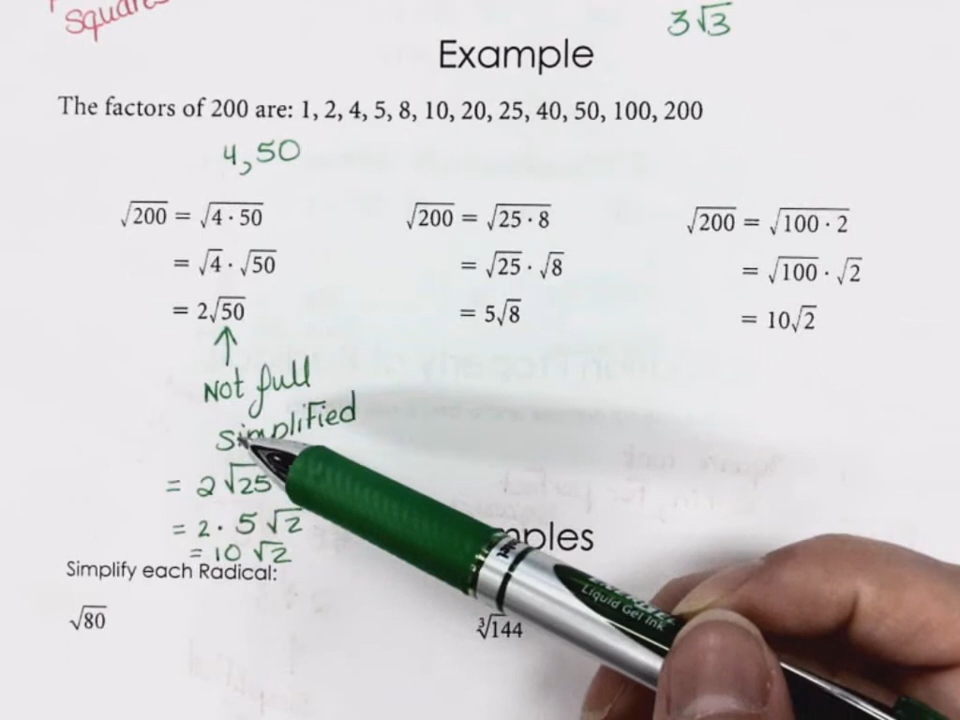 Square
3√3
Example
The factors of 200 are: 1, 2, 4, 5, 8, 10, 20, 25, 40, 50, 100, 200
4, 50
√200 = √4 · 50
= √4 · √50
= 2√50
√200 = √25 · 8
= √25 · √8
= 5√8
√200 = √100 · 2
= √100 · √2
= 10√2
Not full
simplified
= 2√25
= 2 · 5√2
= 10√2
Simplify each Radical:
√80
∛144
Liquid Gel Ink